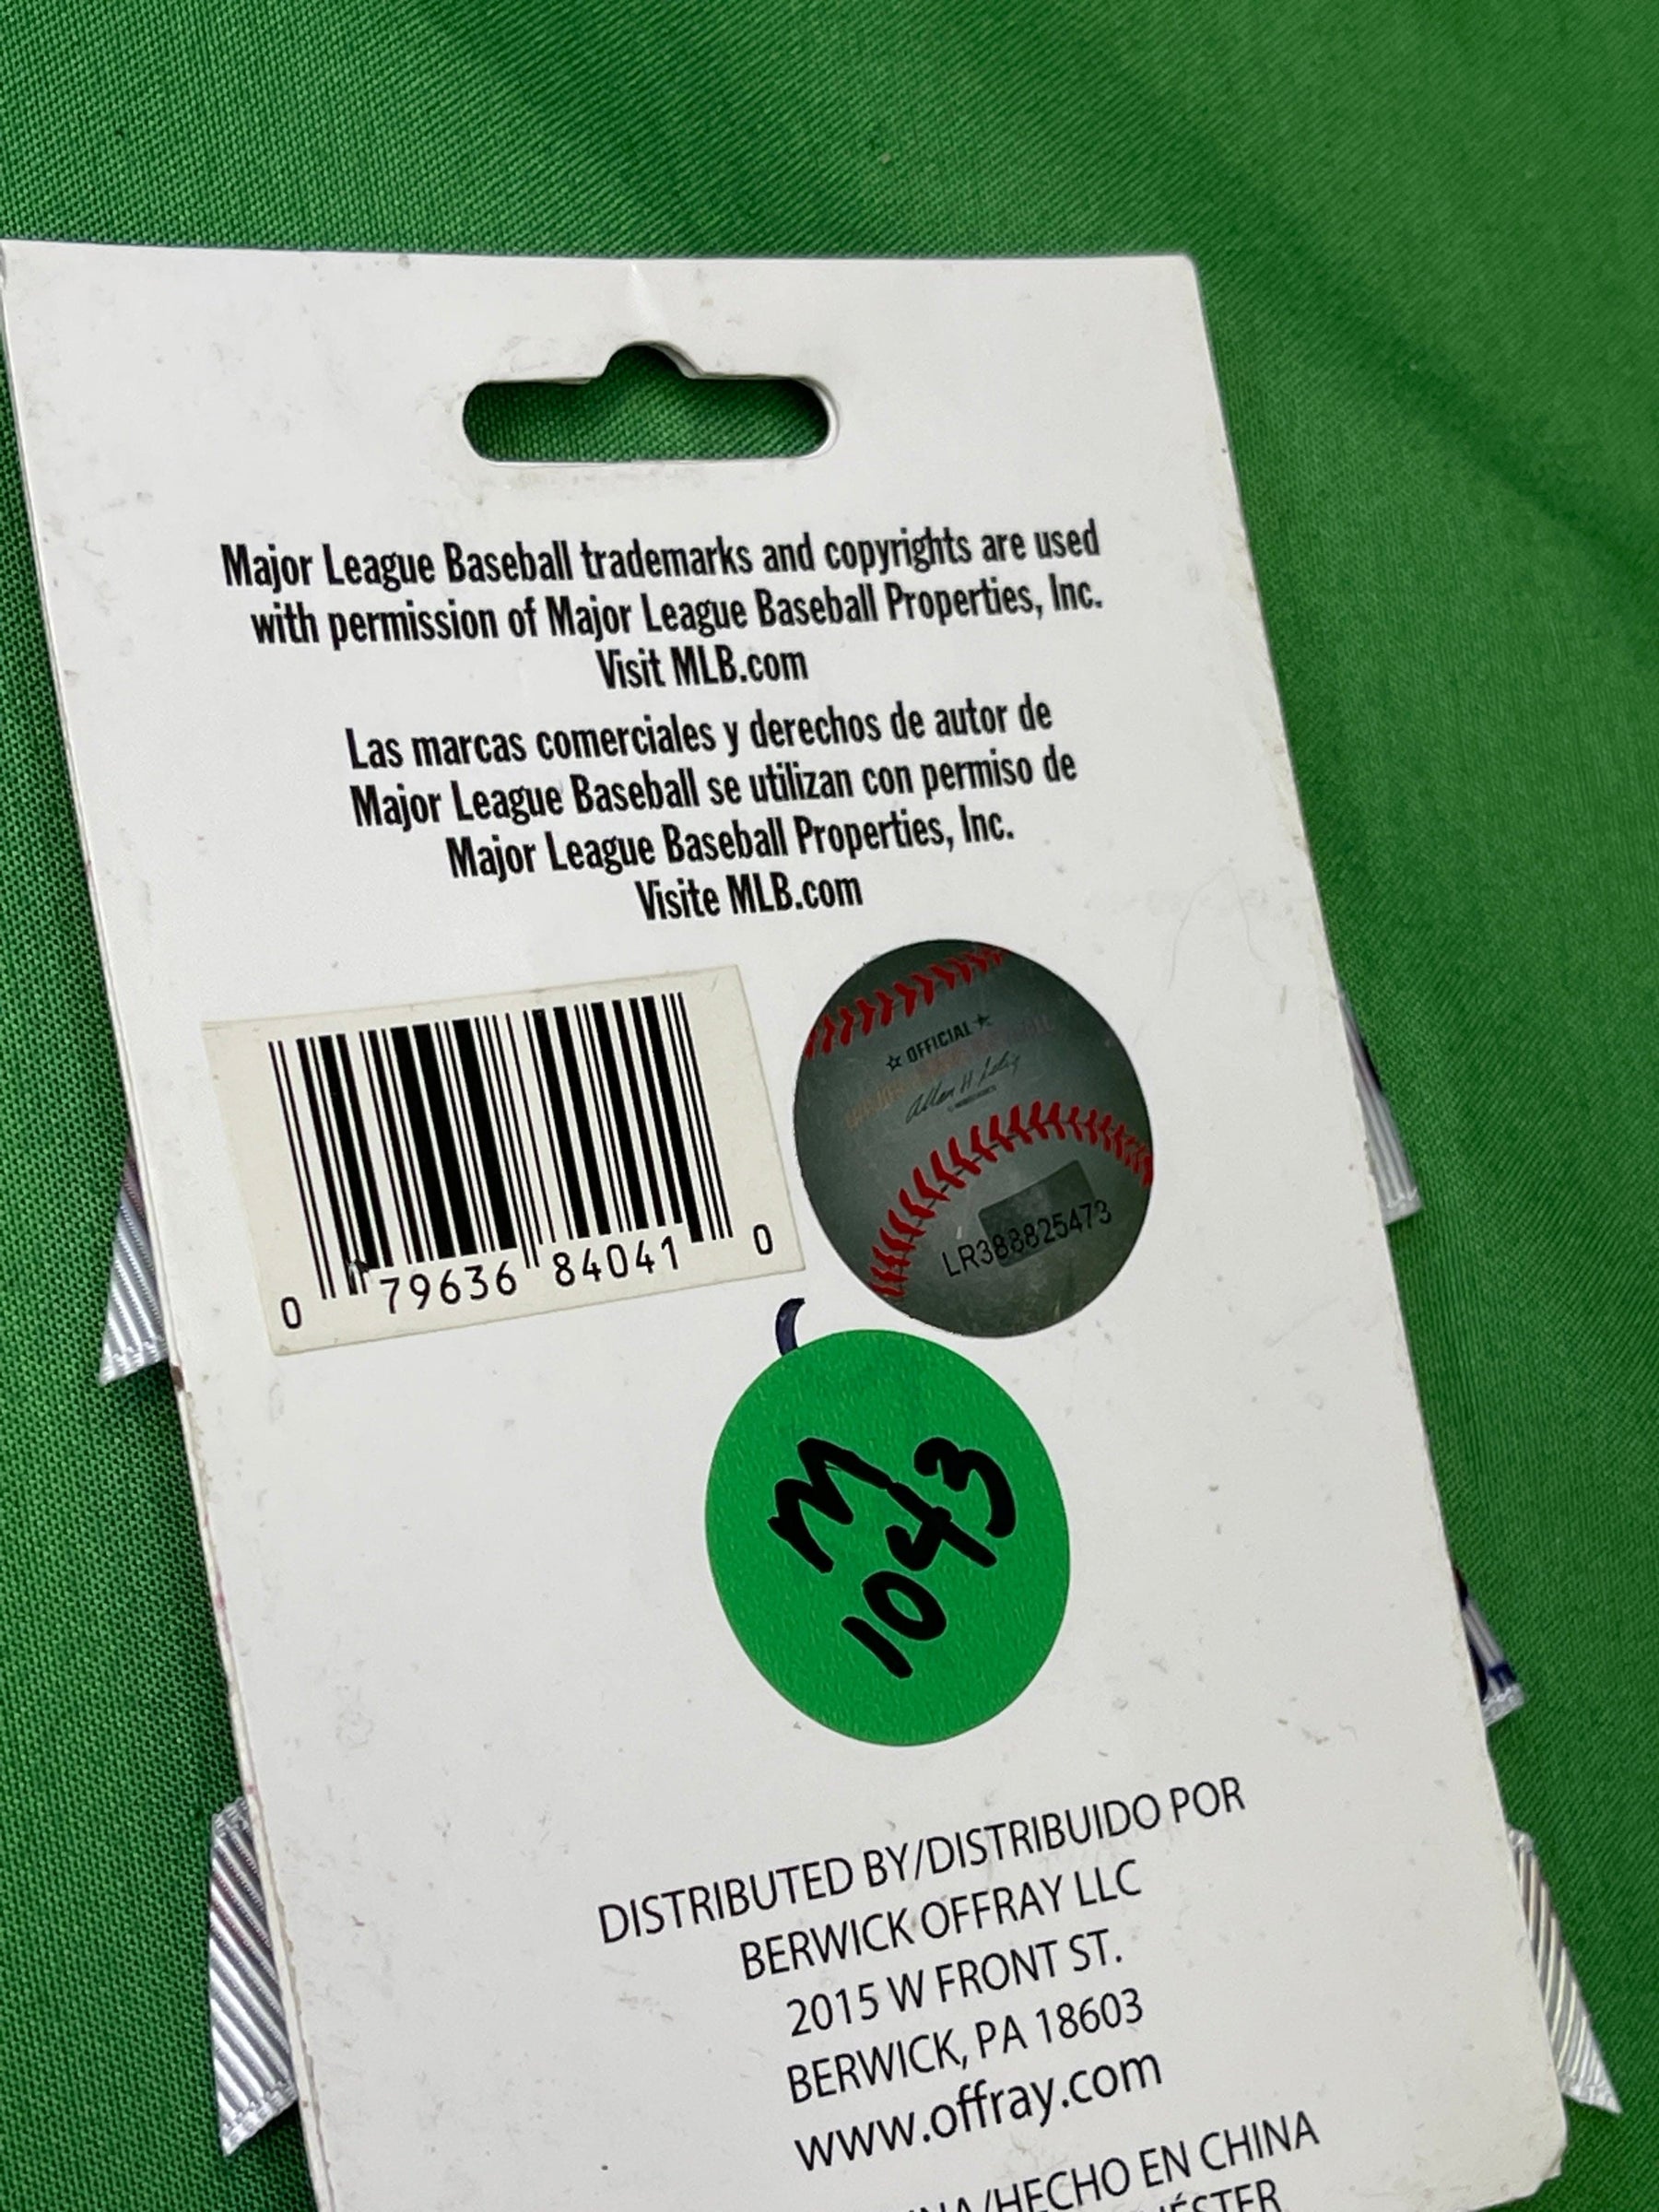 Major League Baseball trademarks and copyrights are used
with permission of Major League Baseball Properties, Inc.
Visit MLB.com
Las marcas comerciales y derechos de autor de
Major League Baseball se utilizan con permiso de
Major League Baseball Properties, Inc.
Visite MLB.com
0 79636 84041 0
☆ OFFICIAL ★
LR388825473
M
1043
DISTRIBUTED BY/DISTRIBUIDO POR
BERWICK OFFRAY LLC
2015 W FRONT ST.
BERWICK, PA 18603
www.offray.com
/HECHO EN CHINA